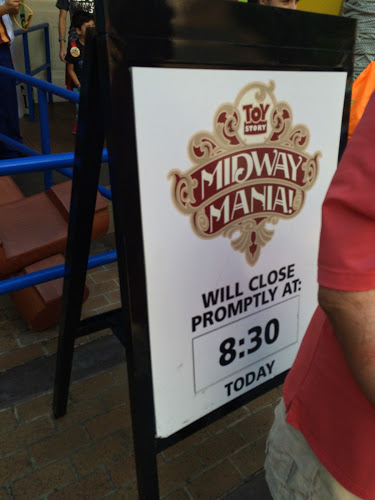 TOY
STORY
MIDWAY
MANIA!
WILL CLOSE
PROMPTLY AT:
8:30
TODAY